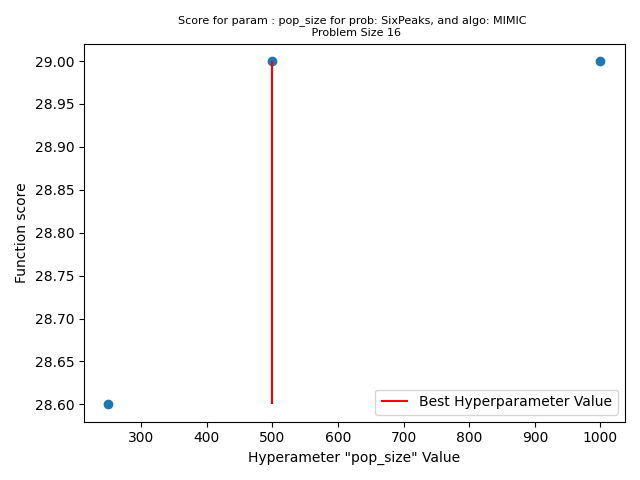 Score for param : pop_size for prob: SixPeaks, and algo: MIMIC
Problem Size 16
29.00
28.95
28.90
28.85
28.80
28.75
28.70
28.65
28.60
Function score
Best Hyperparameter Value
300 400 500 600 700 800 900 1000
Hyperameter "pop_size" Value